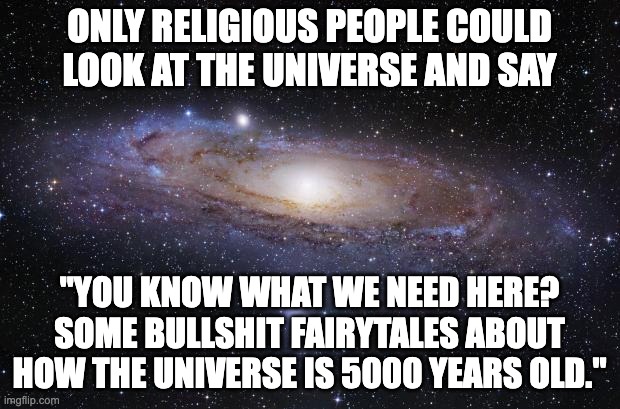 ONLY RELIGIOUS PEOPLE COULD
LOOK AT THE UNIVERSE AND SAY
"YOU KNOW WHAT WE NEED HERE?
SOME BULLSHIT FAIRYTALES ABOUT
HOW THE UNIVERSE IS 5000 YEARS OLD."
imgflip.com